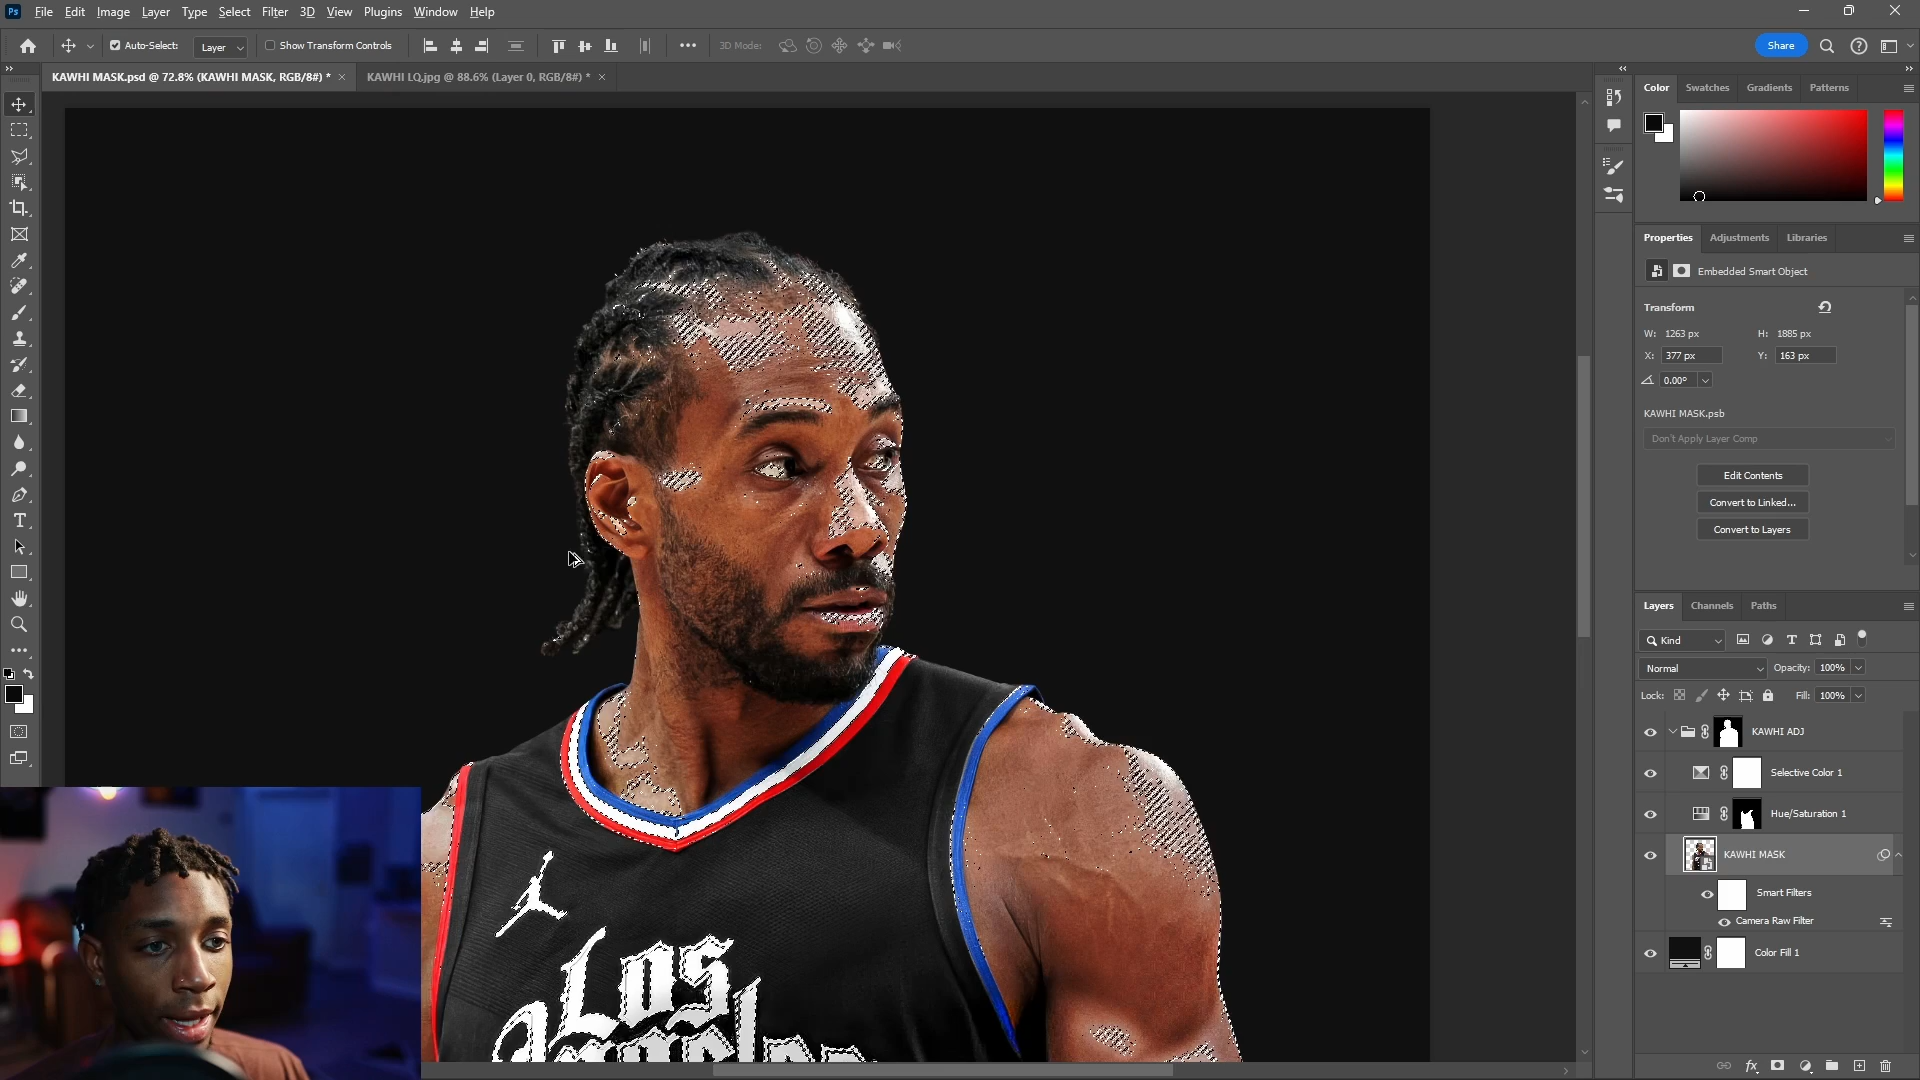 Ps File Edit Image Layer Type Select Filter 3D View Plugins Window Help
Auto-Select: Layer Show Transform Controls 3D Mode: Share
KAWHI MASK.psd @ 72.8% (KAWHI MASK, RGB/8#) * KAWHI LQ.jpg @ 88.6% (Layer 0, RGB/8#) *
Color Swatches Gradients Patterns
Properties Adjustments Libraries
Embedded Smart Object
Transform
W: 1263 px H: 1885 px
X: 377 px Y: 163 px
0.00°
KAWHI MASK.psb
Don't Apply Layer Comp
Edit Contents
Convert to Linked...
Convert to Layers
Layers Channels Paths
Kind
Normal Opacity: 100%
Lock: Fill: 100%
KAWHI ADJ
Selective Color 1
Hue/Saturation 1
KAWHI MASK
Smart Filters
Camera Raw Filter
Color Fill 1
Los
Angeles